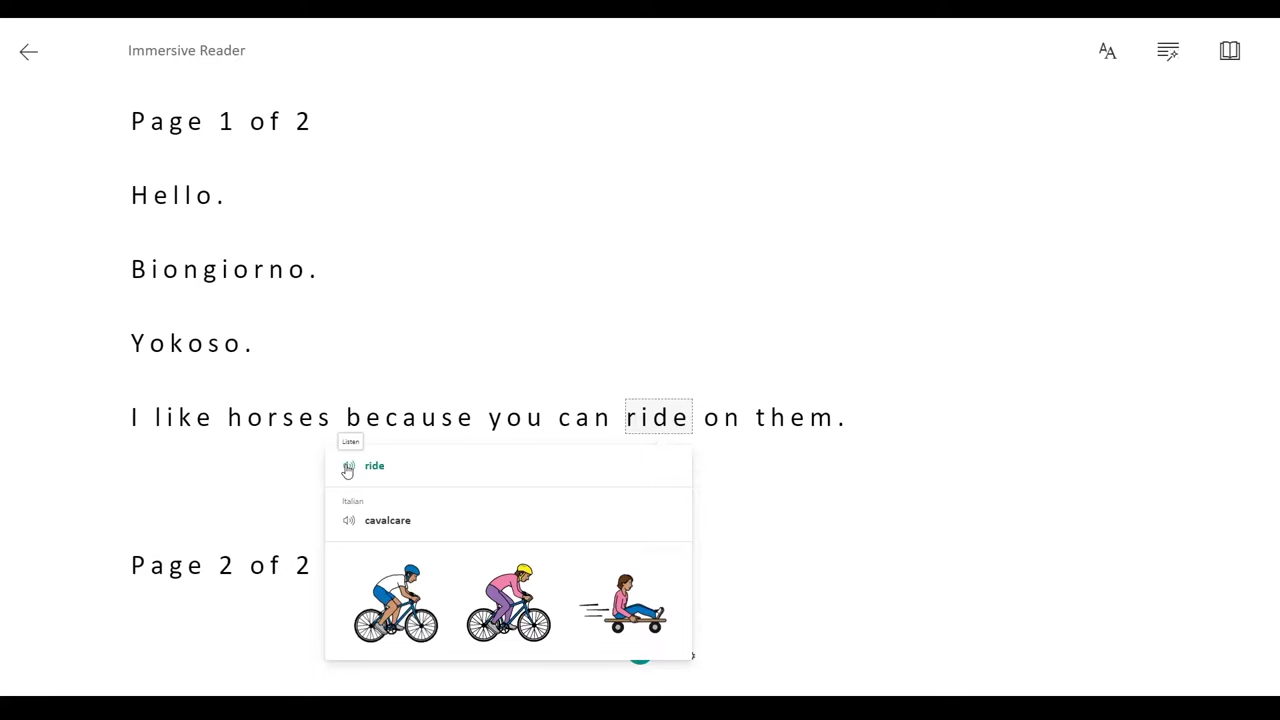 Immersive Reader
Page 1 of 2
Hello.
Biongiorno.
Yokoso.
I like horses because you can ride on them.
Listen
ride
Italian
cavalcare
Page 2 of 2